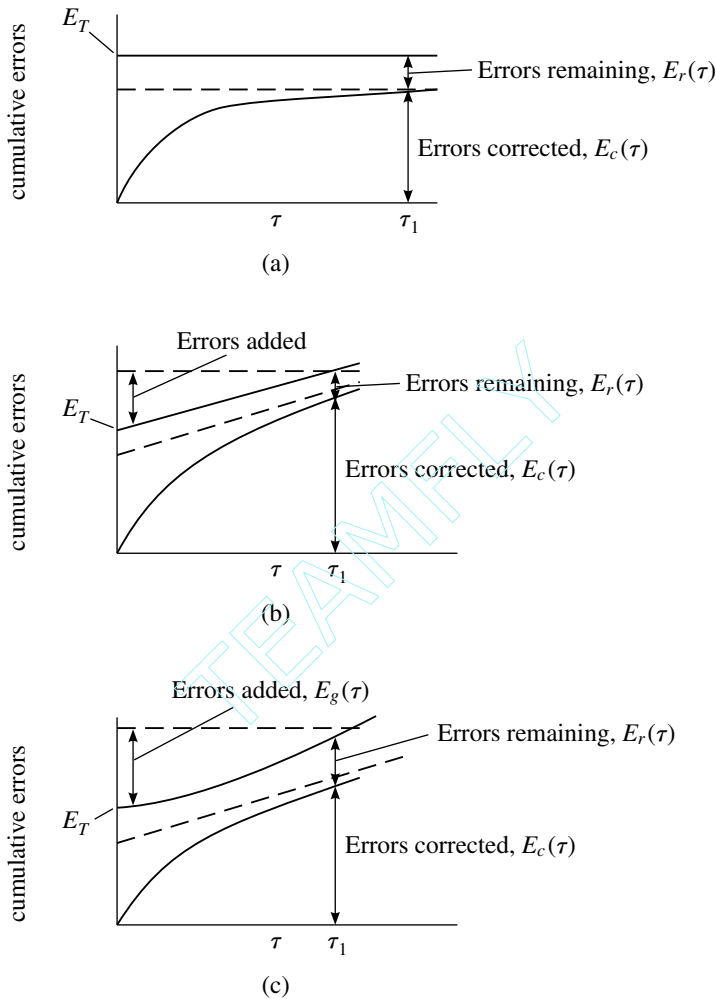 cumulative errors
E_T
Errors remaining, E_r(τ)
Errors corrected, E_c(τ)
τ
τ_1
(a)
cumulative errors
Errors added
E_T
Errors remaining, E_r(τ)
Errors corrected, E_c(τ)
τ
τ_1
(b)
TEAMFLY
cumulative errors
Errors added, E_g(τ)
E_T
Errors remaining, E_r(τ)
Errors corrected, E_c(τ)
τ
τ_1
(c)